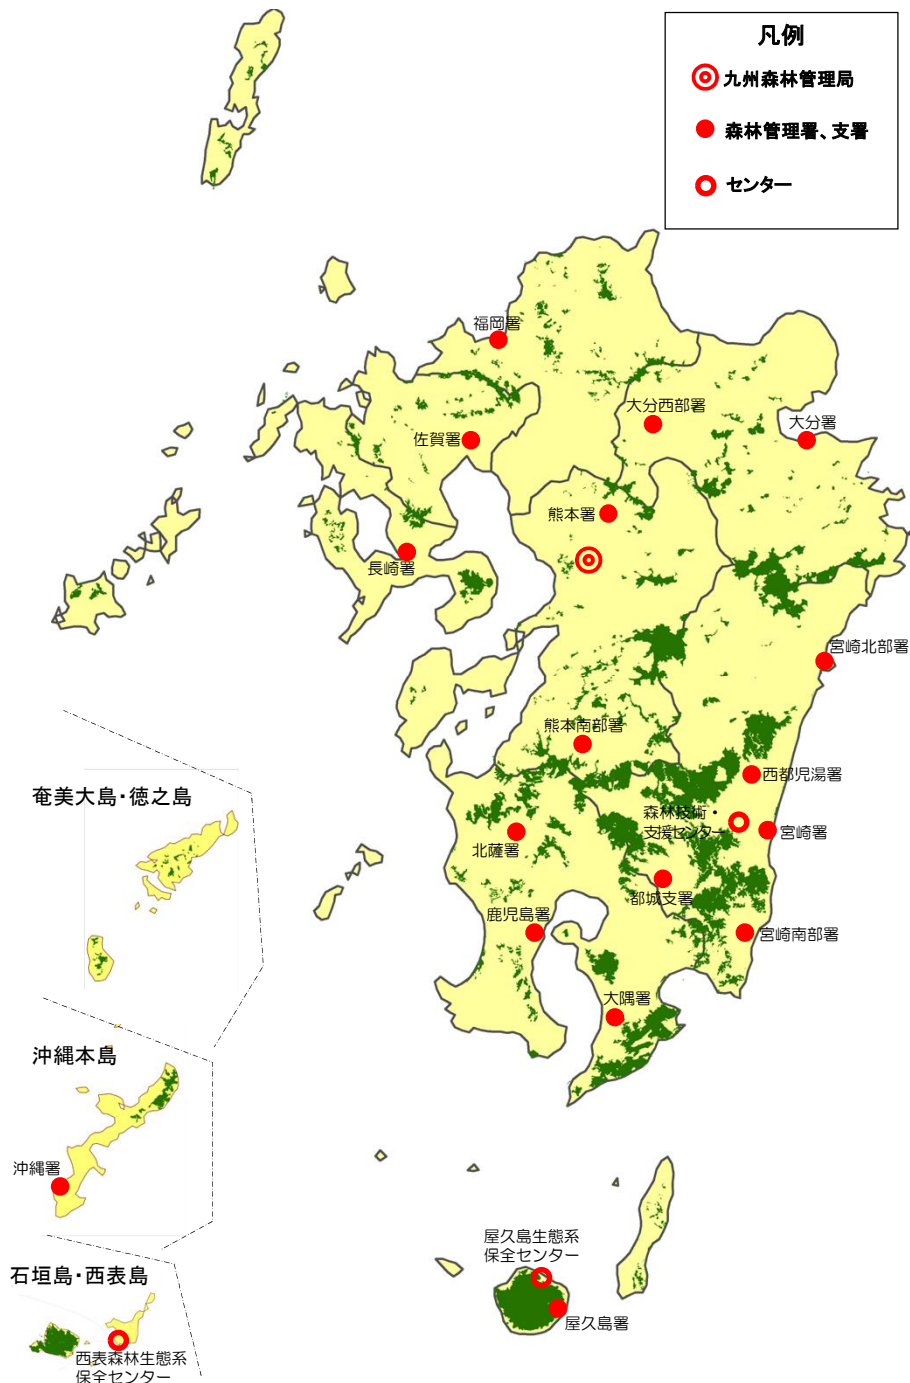 凡例
九州森林管理局
森林管理署、支署
センター
福岡署
大分西部署
大分署
佐賀署
熊本署
長崎署
宮崎北部署
熊本南部署
西都児湯署
奄美大島・徳之島
森林技術・
支援センター
宮崎署
北薩署
都城支署
鹿児島署
宮崎南部署
大隅署
沖縄本島
沖縄署
屋久島生態系
保全センター
石垣島・西表島
屋久島署
西表森林生態系
保全センター